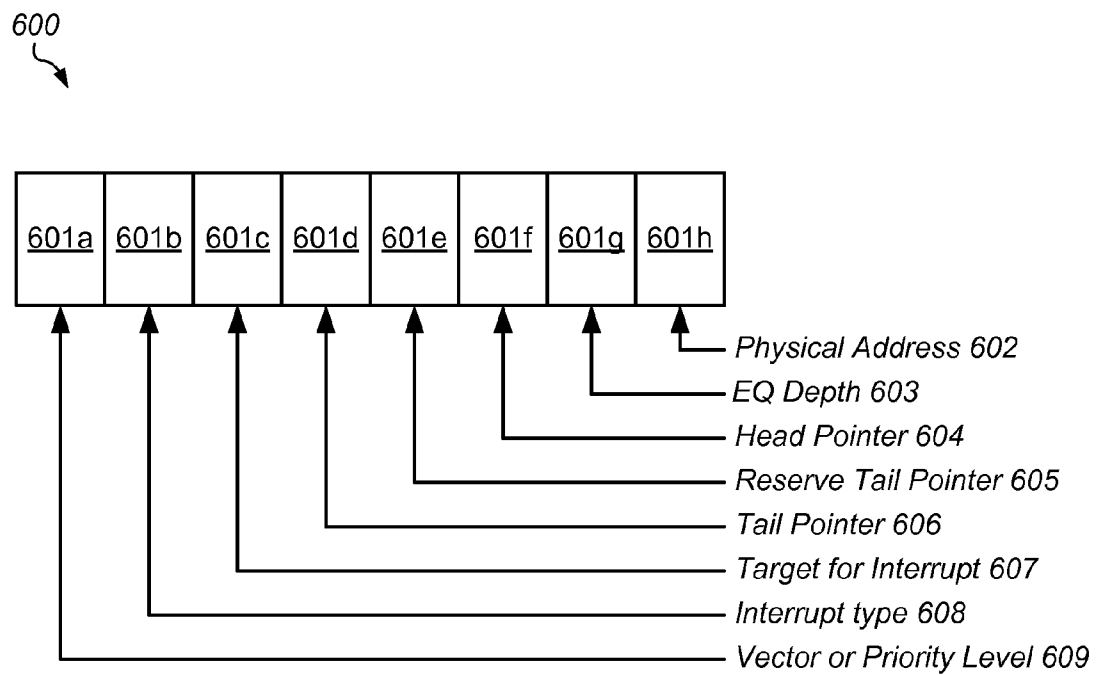 600
601a 601b 601c 601d 601e 601f 601g 601h
Physical Address 602
EQ Depth 603
Head Pointer 604
Reserve Tail Pointer 605
Tail Pointer 606
Target for Interrupt 607
Interrupt type 608
Vector or Priority Level 609